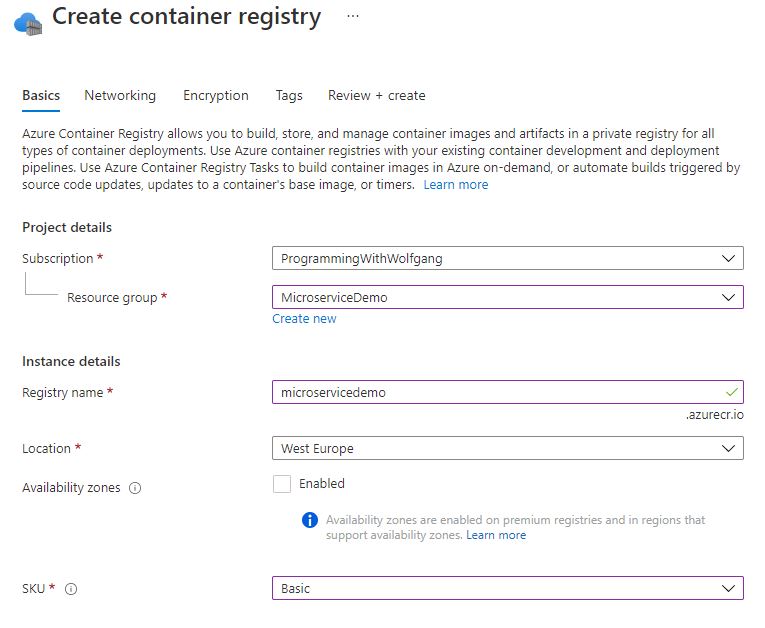 Create container registry ...
Basics Networking Encryption Tags Review + create
Azure Container Registry allows you to build, store, and manage container images and artifacts in a private registry for all
types of container deployments. Use Azure container registries with your existing container development and deployment
pipelines. Use Azure Container Registry Tasks to build container images in Azure on-demand, or automate builds triggered by
source code updates, updates to a container's base image, or timers. Learn more
Project details
Subscription * ProgrammingWithWolfgang
Resource group * MicroserviceDemo
Create new
Instance details
Registry name * microservicedemo
.azurecr.io
Location * West Europe
Availability zones Enabled
Availability zones are enabled on premium registries and in regions that
support availability zones. Learn more
SKU * Basic